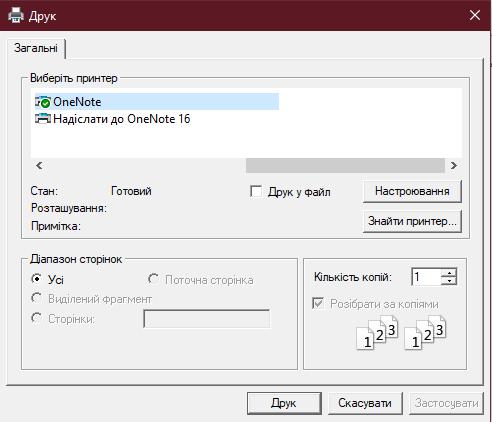 Друк
Загальні
Виберіть принтер
OneNote
Надіслати до OneNote 16
Стан: Готовий
Друк у файл
Настроювання
Розташування:
Примітка:
Знайти принтер...
Діапазон сторінок
Усі
Поточна сторінка
Виділений фрагмент
Сторінки:
Кількість копій: 1
Розібрати за копіями
1 2 3 1 2 3
Друк Скасувати Застосувати